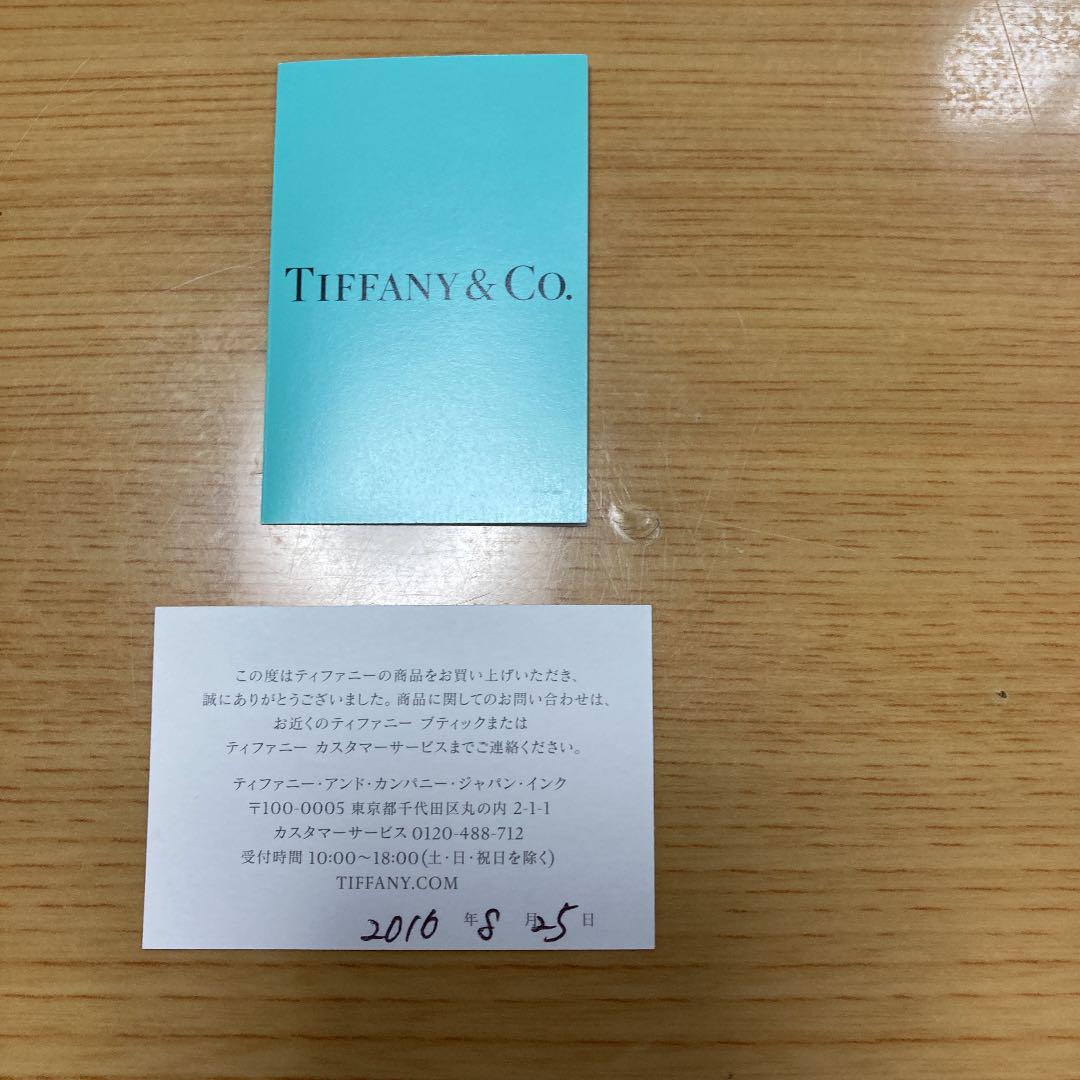 TIFFANY & CO.
この度はティファニーの商品をお買い上げいただき、
誠にありがとうございました。商品に関してのお問い合わせは、
お近くのティファニー ブティックまたは
ティファニー カスタマーサービスまでご連絡ください。
ティファニー・アンド・カンパニー・ジャパン・インク
〒100-0005 東京都千代田区丸の内 2-1-1
カスタマーサービス 0120-488-712
受付時間 10:00〜18:00(土・日・祝日を除く)
TIFFANY.COM
2016 年 8 月 25 日